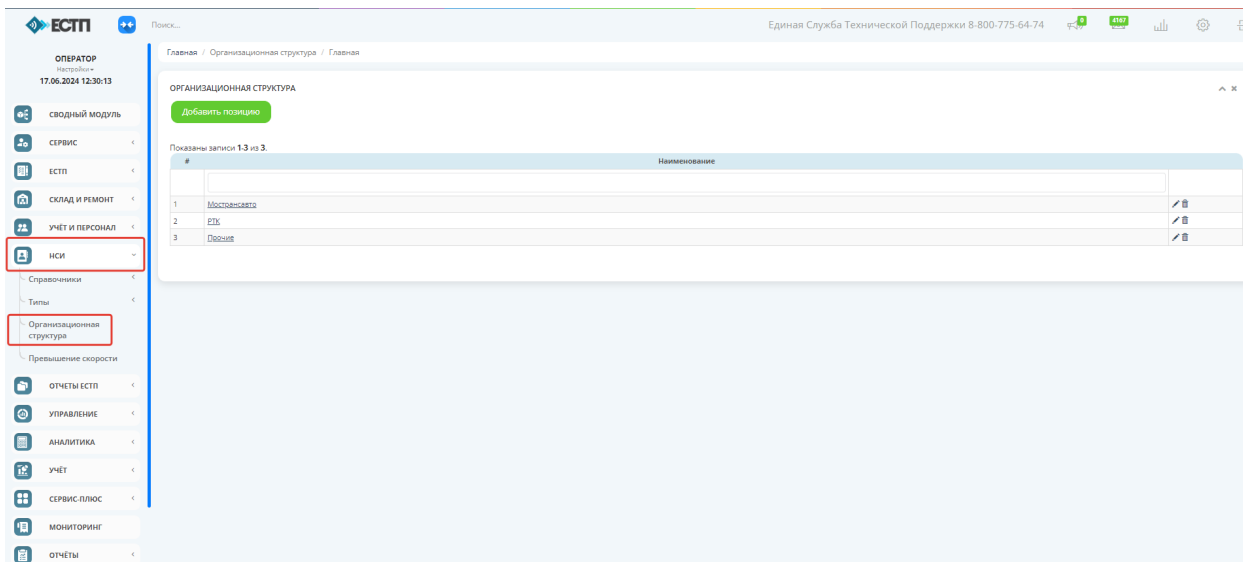 ЕСТП
Поиск...
Единая Служба Технической Поддержки 8-800-775-64-74
0
4167
ОПЕРАТОР
Настройки
17.06.2024 12:30:13
СВОДНЫЙ МОДУЛЬ
СЕРВИС
ЕСТП
СКЛАД И РЕМОНТ
УЧЁТ И ПЕРСОНАЛ
НСИ
Справочники
Типы
Организационная
структура
Превышение скорости
ОТЧЕТЫ ЕСТП
УПРАВЛЕНИЕ
АНАЛИТИКА
УЧЁТ
СЕРВИС-ПЛЮС
МОНИТОРИНГ
ОТЧЁТЫ
Главная / Организационная структура / Главная
ОРГАНИЗАЦИОННАЯ СТРУКТУРА
Добавить позицию
Показаны записи 1-3 из 3.
# Наименование
1 Мострансавто
2 РТК
3 Прочие